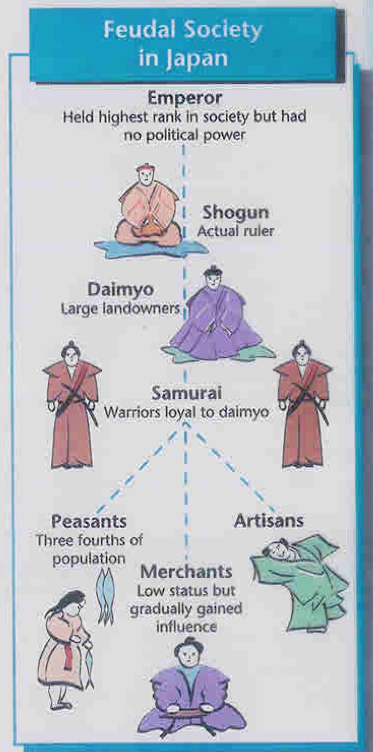 Feudal Society
in Japan
Emperor
Held highest rank in society but had
no political power
Shogun
Actual ruler
Daimyo
Large landowners
Samurai
Warriors loyal to daimyo
Peasants
Three fourths of
population
Artisans
Merchants
Low status but
gradually gained
influence